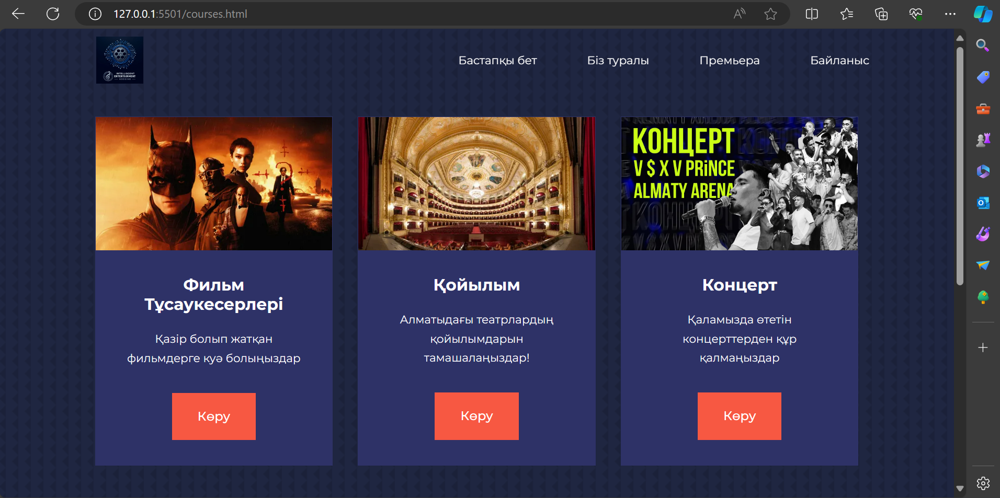 127.0.0.1:5501/courses.html
INTELLIGENT
ENTERTAINMENT
BOOKING
Бастапқы бет
Біз туралы
Премьера
Байланыс
КОНЦЕРТ
V $ X V PRiNCE
ALMATY ARENA
Фильм
Тұсаукесерлері
Қазір болып жатқан
фильмдерге куә болыңыздар
Көру
Қойылым
Алматыдағы театрлардың
қойылымдарын
тамашалаңыздар!
Көру
Концерт
Қаламызда өтетін
концерттерден құр
қалмаңыздар
Көру